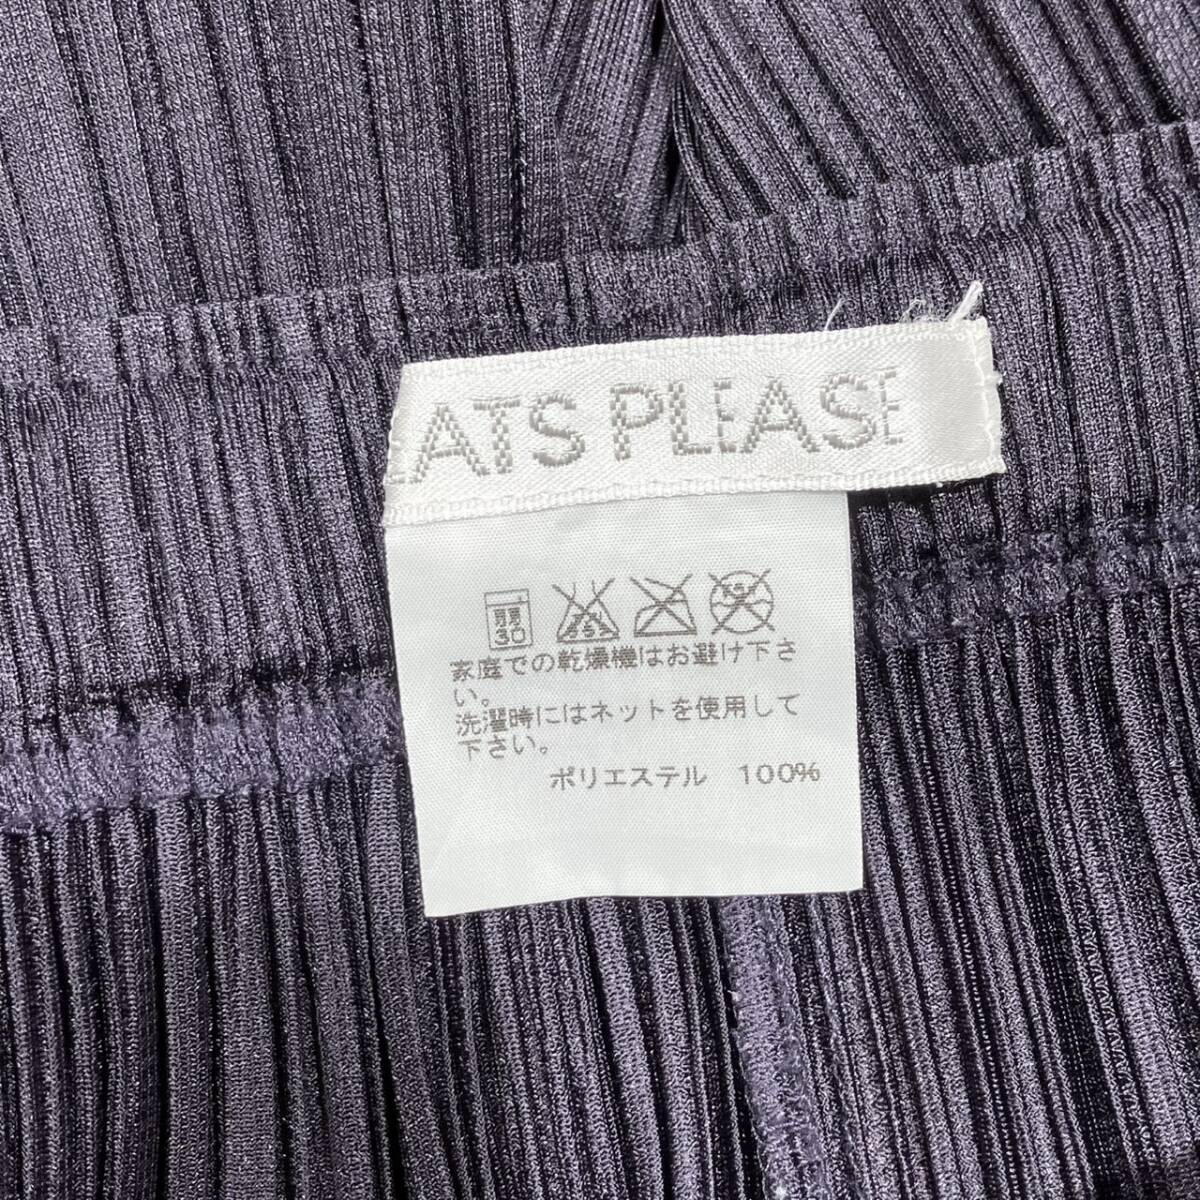 EATS PLEASE
30
家庭での乾燥機はお避け下さ
い。
洗濯時にはネットを使用して
下さい。
ポリエステル 100%